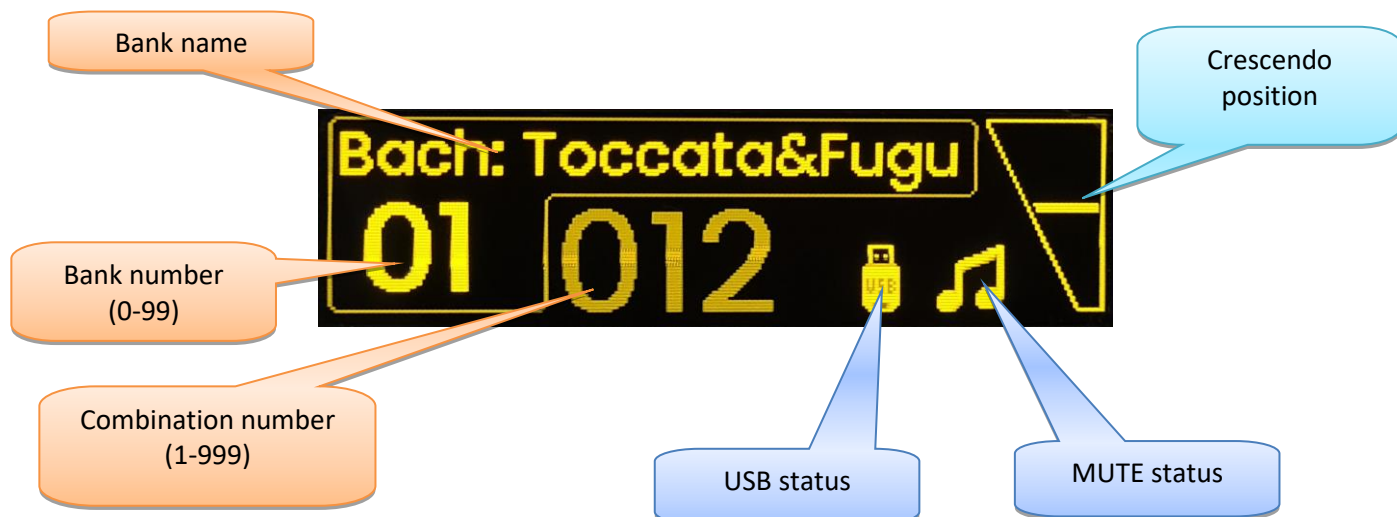 Bank name
Crescendo
position
Bach: Toccata&Fugu
01
012
USB
Bank number
(0-99)
Combination number
(1-999)
USB status
MUTE status